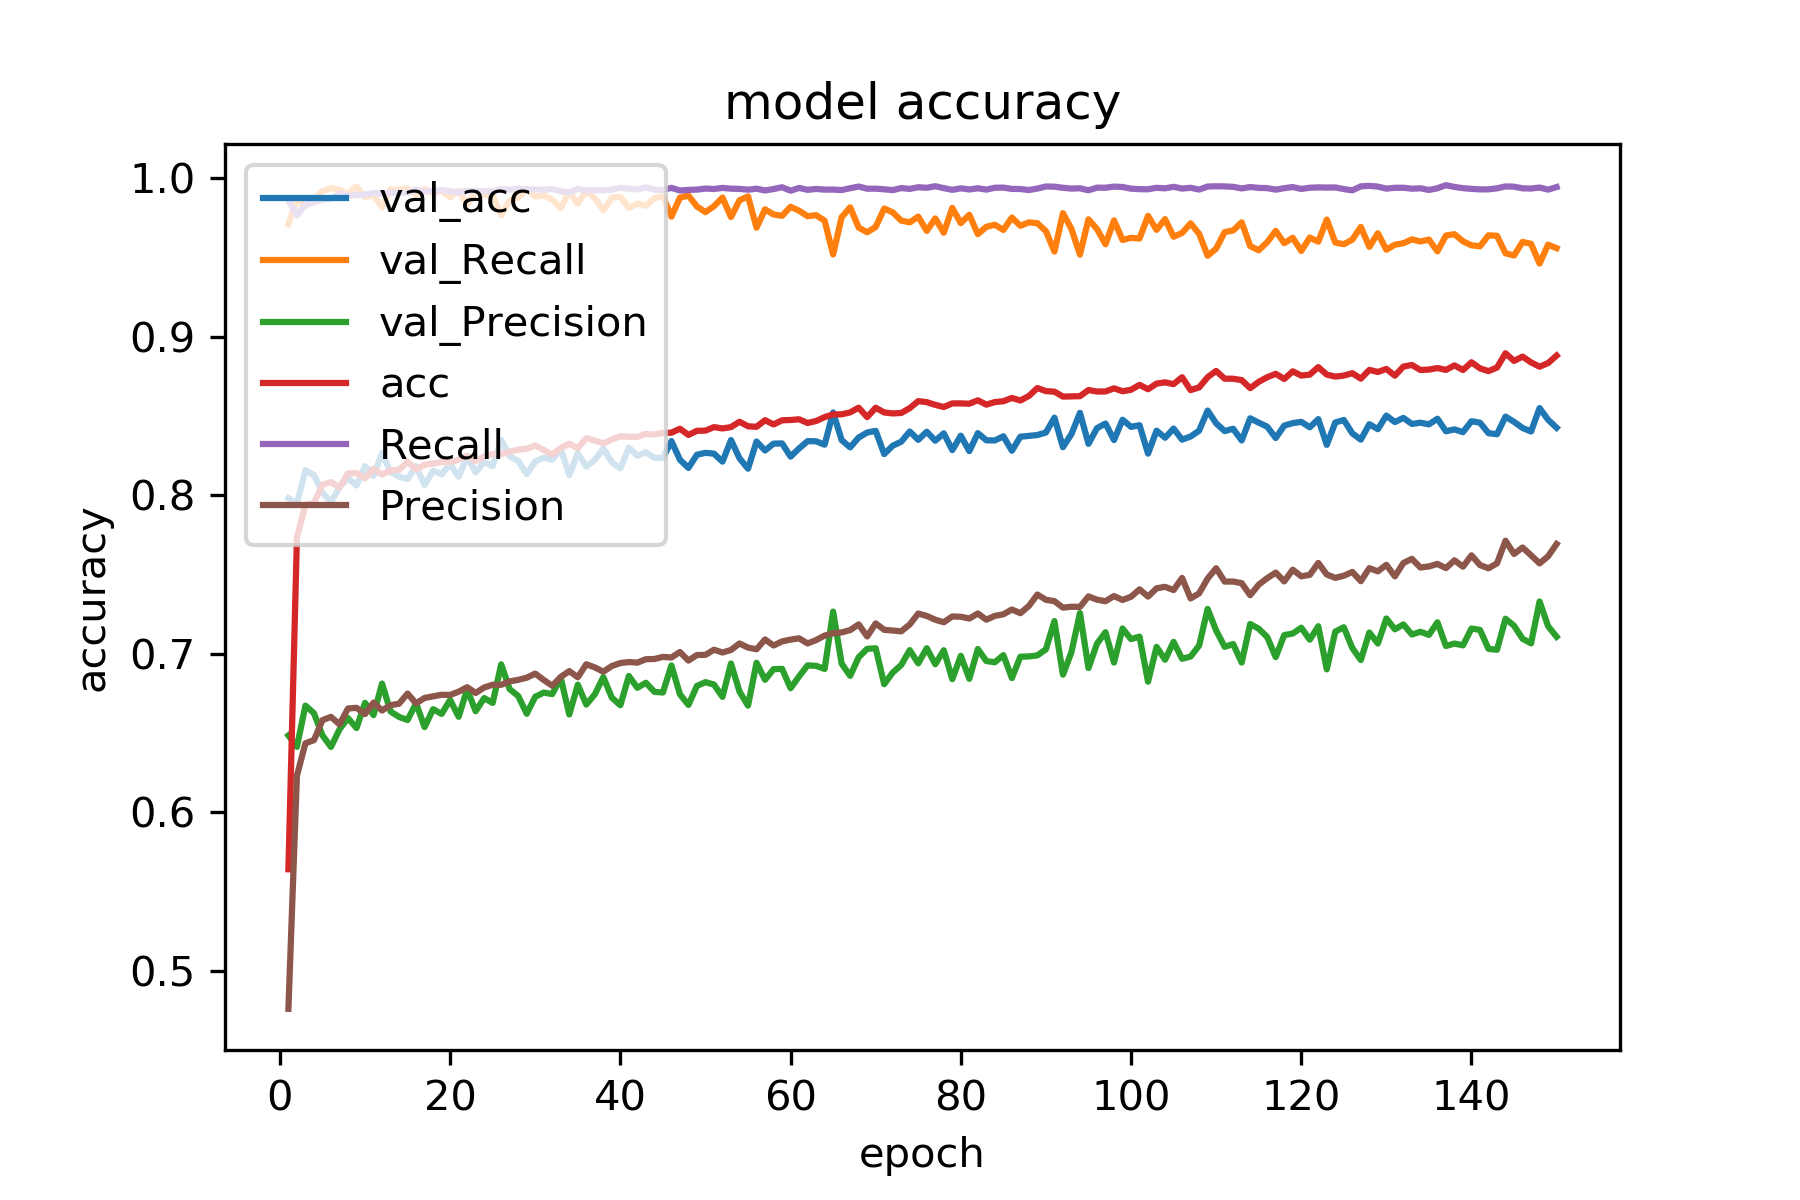 model accuracy
accuracy
1.0
0.9
0.8
0.7
0.6
0.5
val_acc
val_Recall
val_Precision
acc
Recall
Precision
0 20 40 60 80 100 120 140
epoch